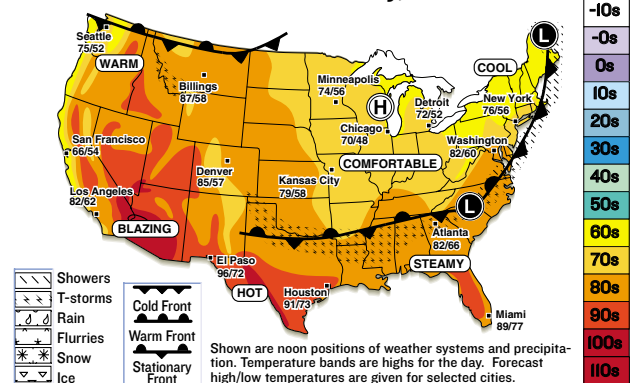 Seattle
75/52
WARM
Billings
87/58
Minneapolis
74/56
H
COOL
L
Detroit
72/52
New York
76/56
Chicago
70/48
Washington
82/60
San Francisco
66/54
Denver
85/57
Kansas City
79/58
COMFORTABLE
Los Angeles
82/62
BLAZING
L
Atlanta
82/66
STEAMY
El Paso
96/72
HOT
Houston
91/73
Miami
89/77
Showers
T-storms
Rain
Flurries
Snow
Ice
Cold Front
Warm Front
Stationary
Front
Shown are noon positions of weather systems and precipita-
tion. Temperature bands are highs for the day. Forecast
high/low temperatures are given for selected cities.
-10s
-0s
0s
10s
20s
30s
40s
50s
60s
70s
80s
90s
100s
110s